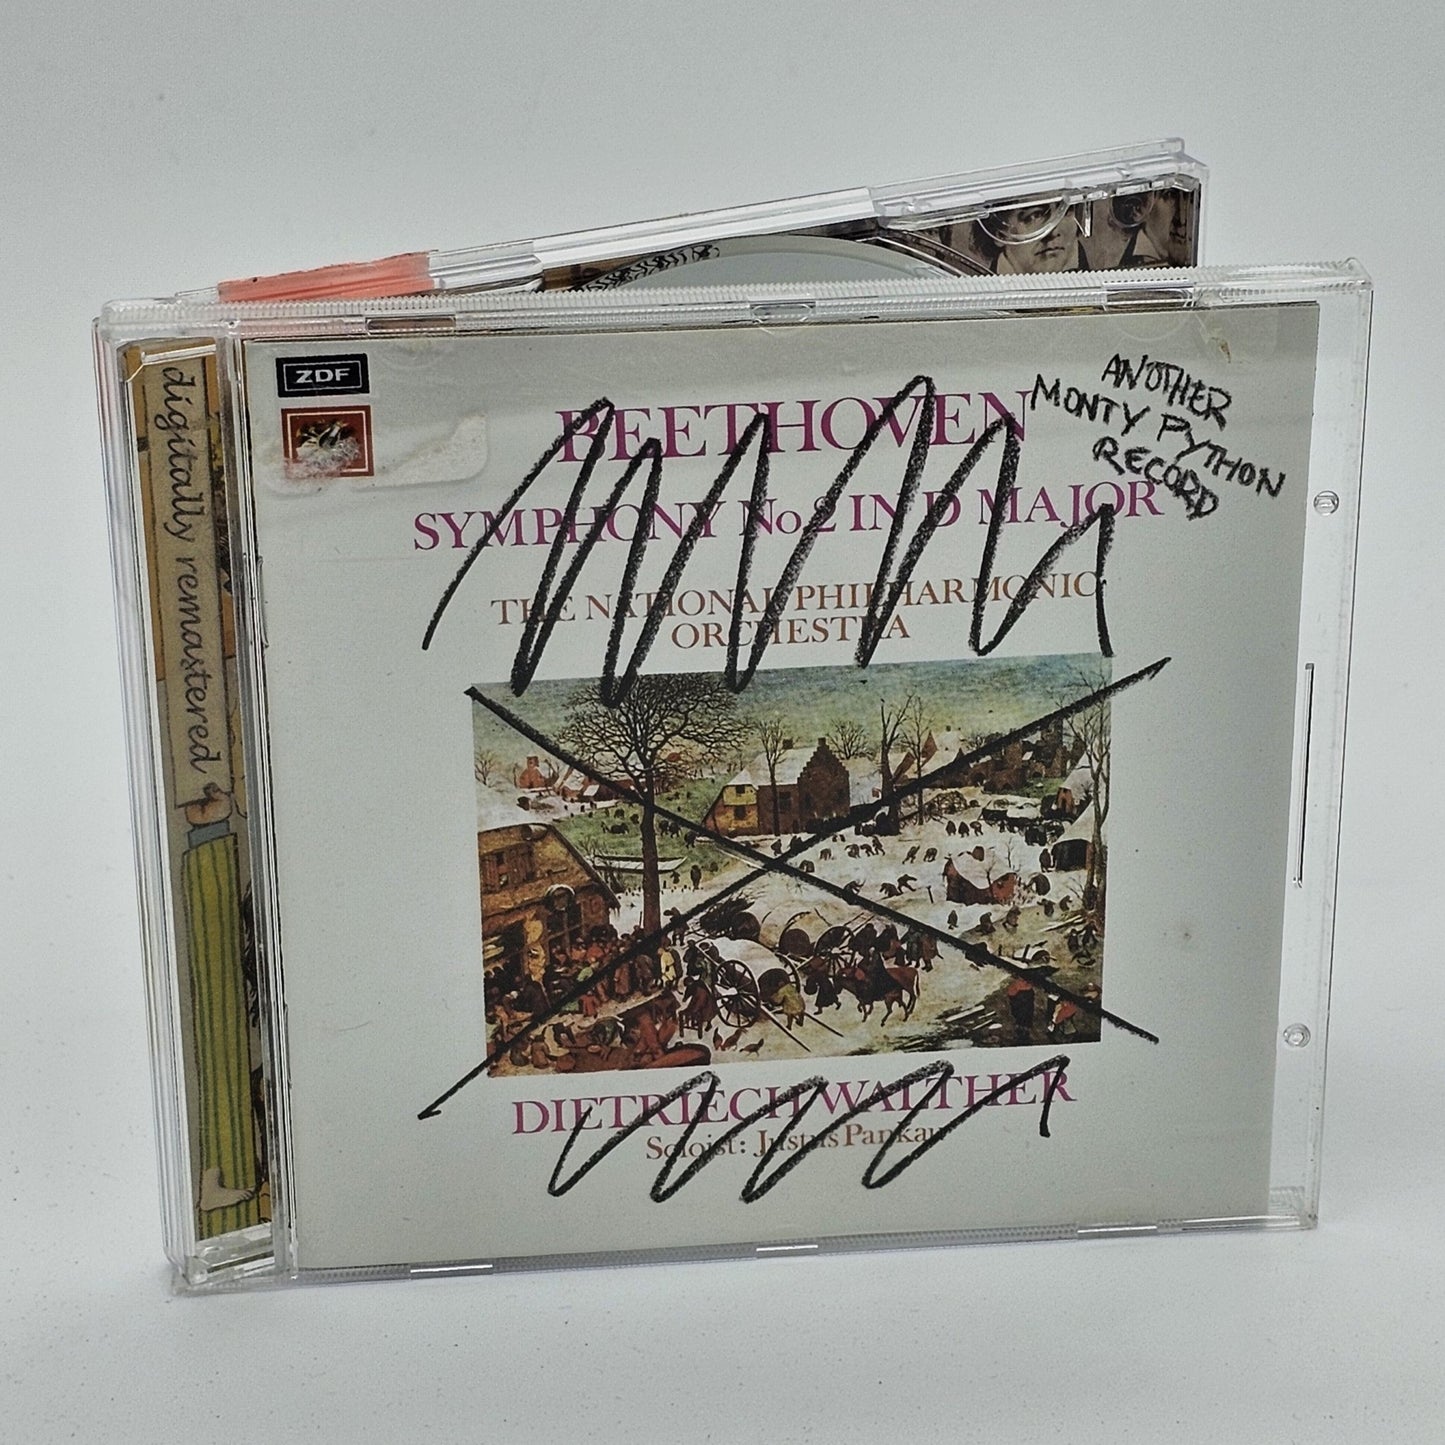 ZDF
BEETHOVEN
ANOTHER
MONTY PYTHON
RECORD
SYMPHONY No.2 IN D MAJOR
THE NATIONAL PHILHARMONIC
ORCHESTRA
DIETRIECH WALTHER
Soloist: Justus Pankau
digitally remastered